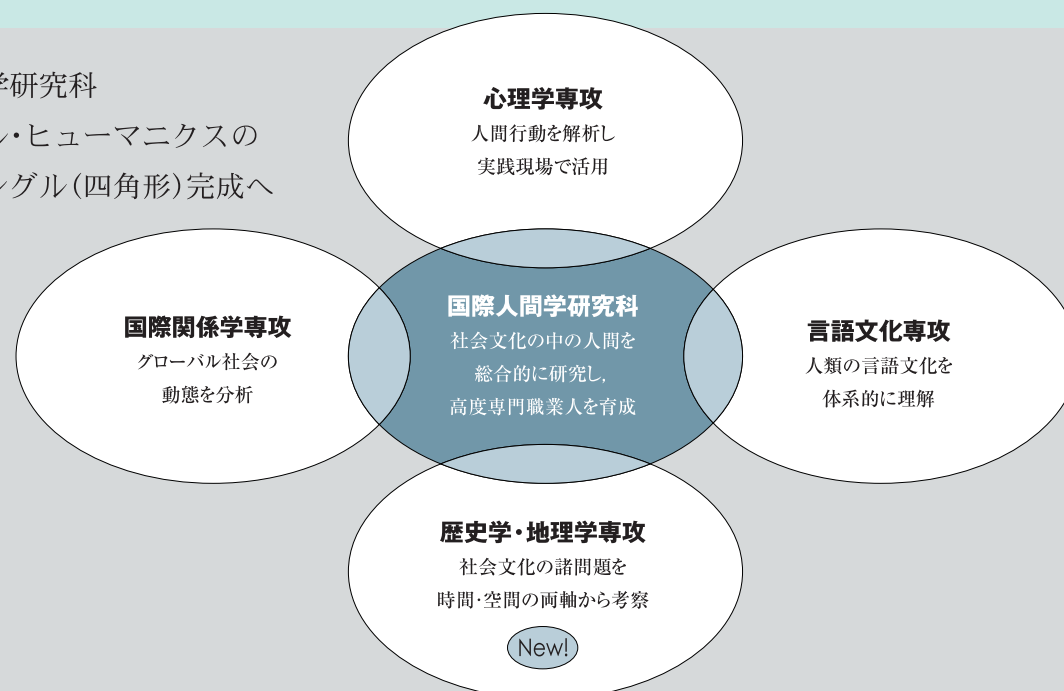 学研究科
ル・ヒューマニクスの
ングル(四角形)完成へ
心理学専攻
人間行動を解析し
実践現場で活用
国際関係学専攻
グローバル社会の
動態を分析
国際人間学研究科
社会文化の中の人間を
総合的に研究し,
高度専門職業人を育成
言語文化専攻
人類の言語文化を
体系的に理解
歴史学・地理学専攻
社会文化の諸問題を
時間・空間の両軸から考察
New!